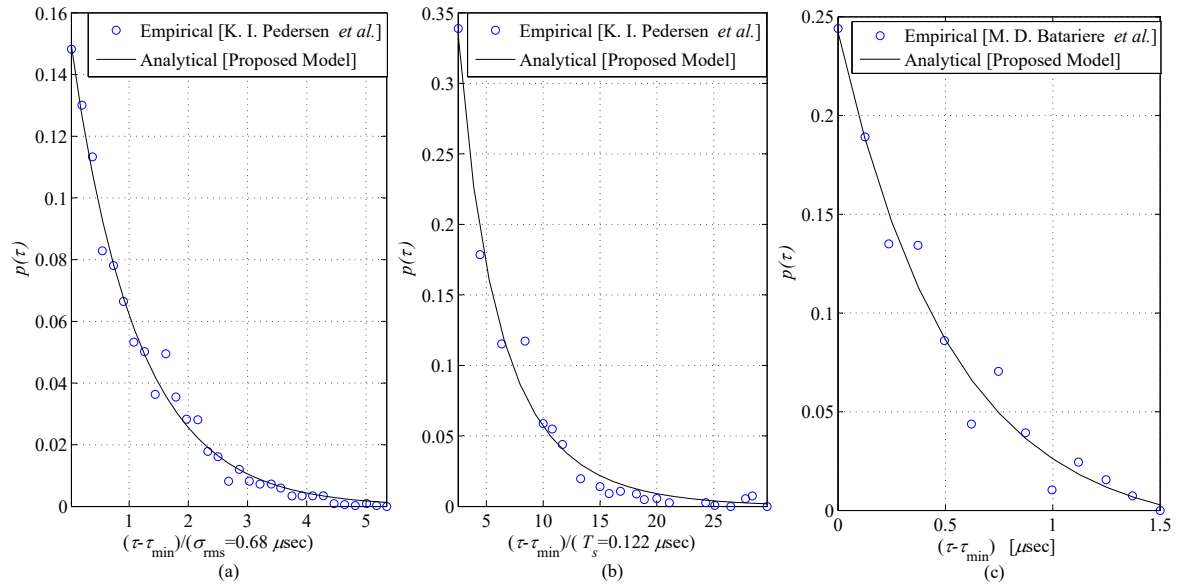 Empirical [K. I. Pedersen et al.]
Analytical [Proposed Model]
0.16
0.14
0.12
0.1
0.08
0.06
0.04
0.02
0
p(τ)
1
2
3
4
5
(τ-τmin)/(σrms=0.68 μsec)
(a)
Empirical [K. I. Pedersen et al.]
Analytical [Proposed Model]
0.35
0.3
0.25
0.2
0.15
0.1
0.05
0
p(τ)
5
10
15
20
25
(τ-τmin)/( Ts=0.122 μsec)
(b)
Empirical [M. D. Batariere et al.]
Analytical [Proposed Model]
0.25
0.2
0.15
0.1
0.05
0
p(τ)
0
0.5
1
1.5
(τ-τmin) [μsec]
(c)